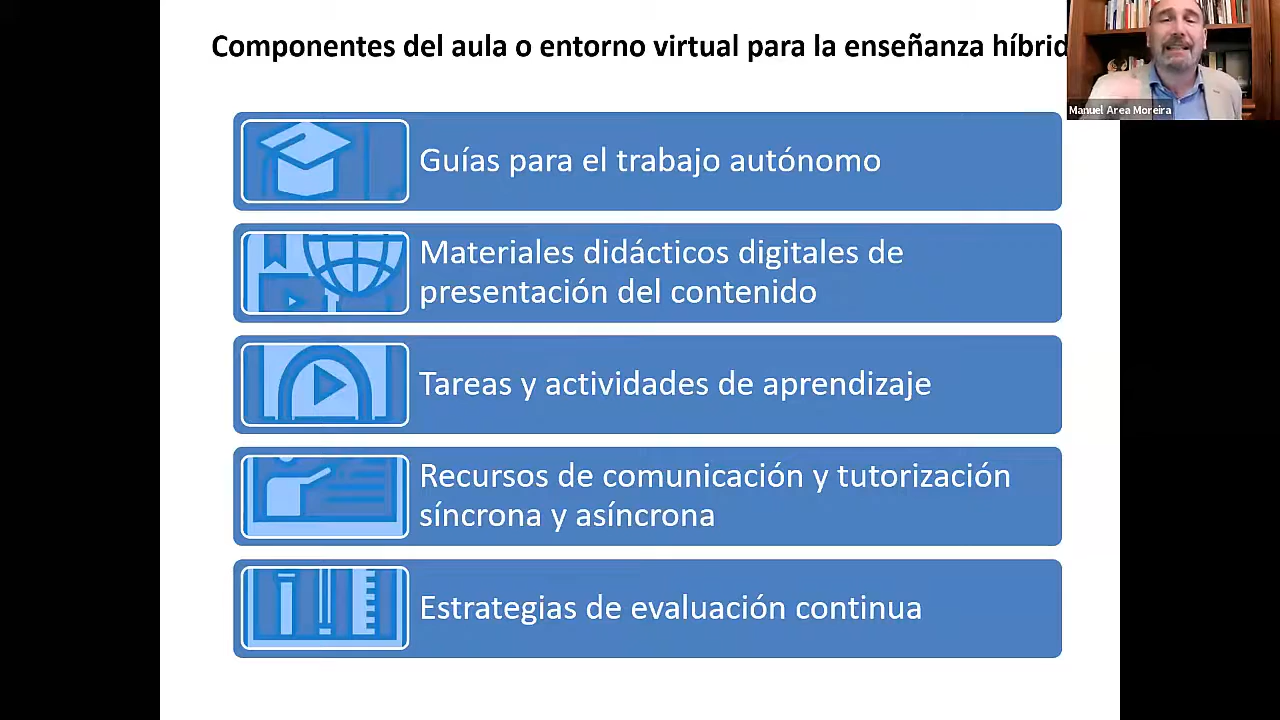 Componentes del aula o entorno virtual para la enseñanza híbrid
Manuel Area Moreira
Guías para el trabajo autónomo
Materiales didácticos digitales de
presentación del contenido
Tareas y actividades de aprendizaje
Recursos de comunicación y tutorización
síncrona y asíncrona
Estrategias de evaluación continua